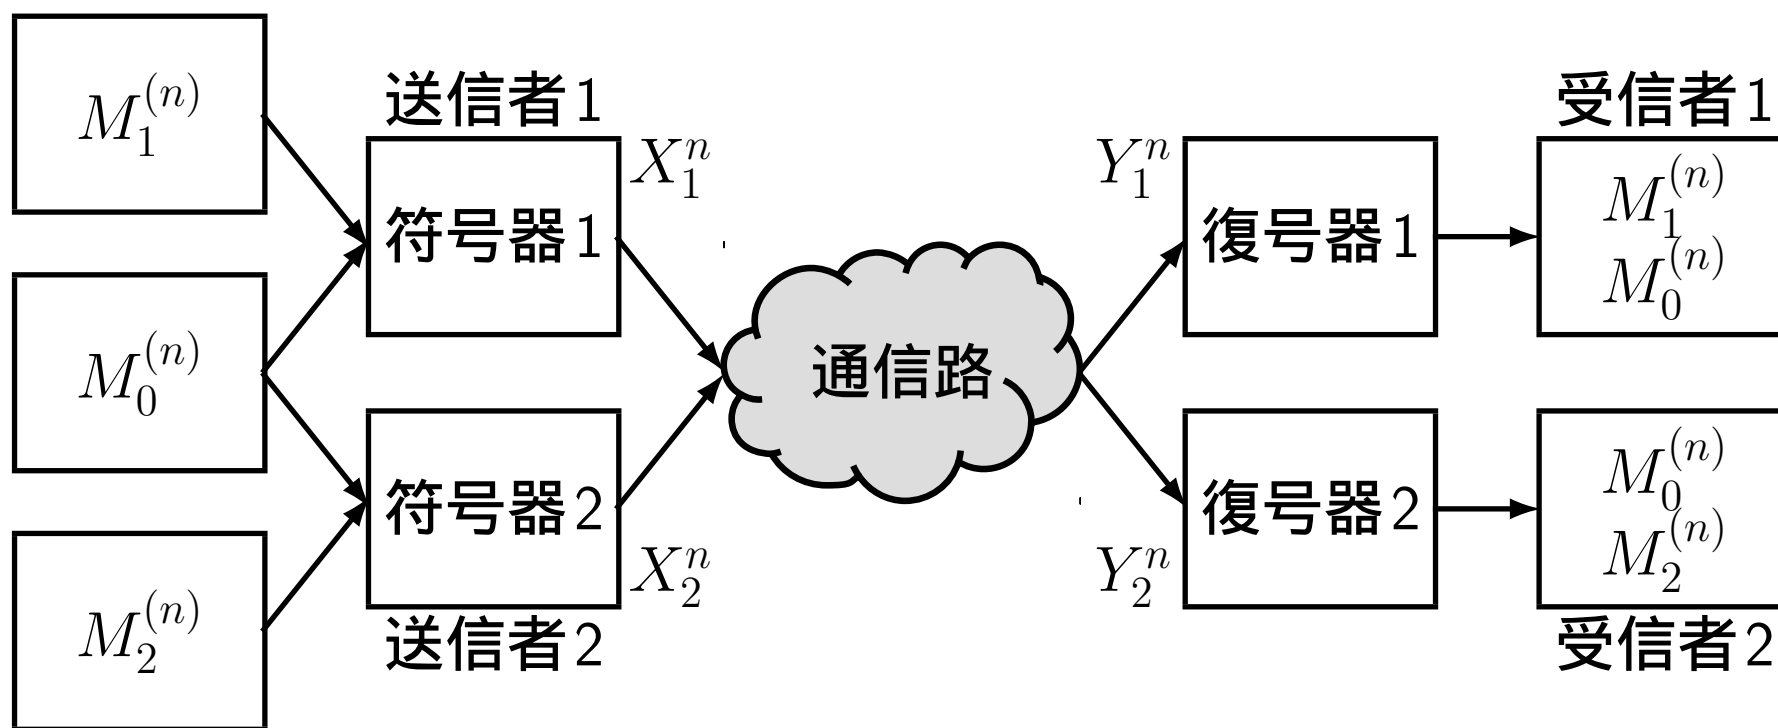 M_1^{(n)}
M_0^{(n)}
M_2^{(n)}
送信者1
符号器1
X_1^n
符号器2
X_2^n
送信者2
通信路
Y_1^n
復号器1
Y_2^n
復号器2
受信者1
M_1^{(n)}
M_0^{(n)}
M_0^{(n)}
M_2^{(n)}
受信者2